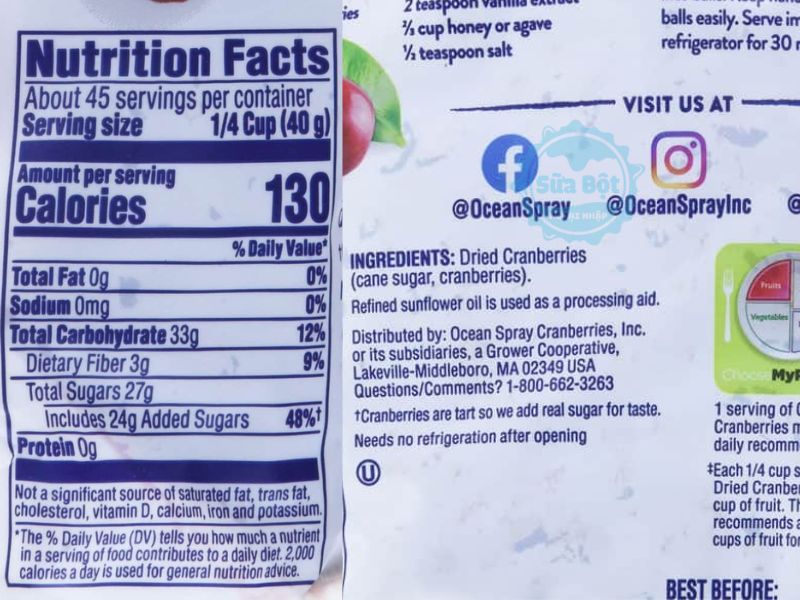 Nutrition Facts
About 45 servings per container
Serving size 1/4 Cup (40 g)
Amount per serving
Calories 130
% Daily Value*
Total Fat 0g 0%
Sodium 0mg 0%
Total Carbohydrate 33g 12%
Dietary Fiber 3g 9%
Total Sugars 27g
Includes 24g Added Sugars 48%†
Protein 0g
Not a significant source of saturated fat, trans fat,
cholesterol, vitamin D, calcium, iron and potassium.
*The % Daily Value (DV) tells you how much a nutrient
in a serving of food contributes to a daily diet. 2,000
calories a day is used for general nutrition advice.
2 teaspoon vanilla extract
⅔ cup honey or agave
½ teaspoon salt
balls easily. Serve
refrigerator for 30
VISIT US AT
Sữa Bột
@OceanSpray @OceanSprayInc @
INGREDIENTS: Dried Cranberries
(cane sugar, cranberries).
Refined sunflower oil is used as a processing aid.
Distributed by: Ocean Spray Cranberries, Inc.
or its subsidiaries, a Grower Cooperative,
Lakeville-Middleboro, MA 02349 USA
Questions/Comments? 1-800-662-3263
†Cranberries are tart so we add real sugar for taste.
Needs no refrigeration after opening
U
Fruits
Vegetables
Choose MyP
1 serving of
Cranberries
daily recomm
‡Each 1/4 cup s
Dried Cranber
cup of fruit. Th
recommends
cups of fruit for
BEST BEFORE: